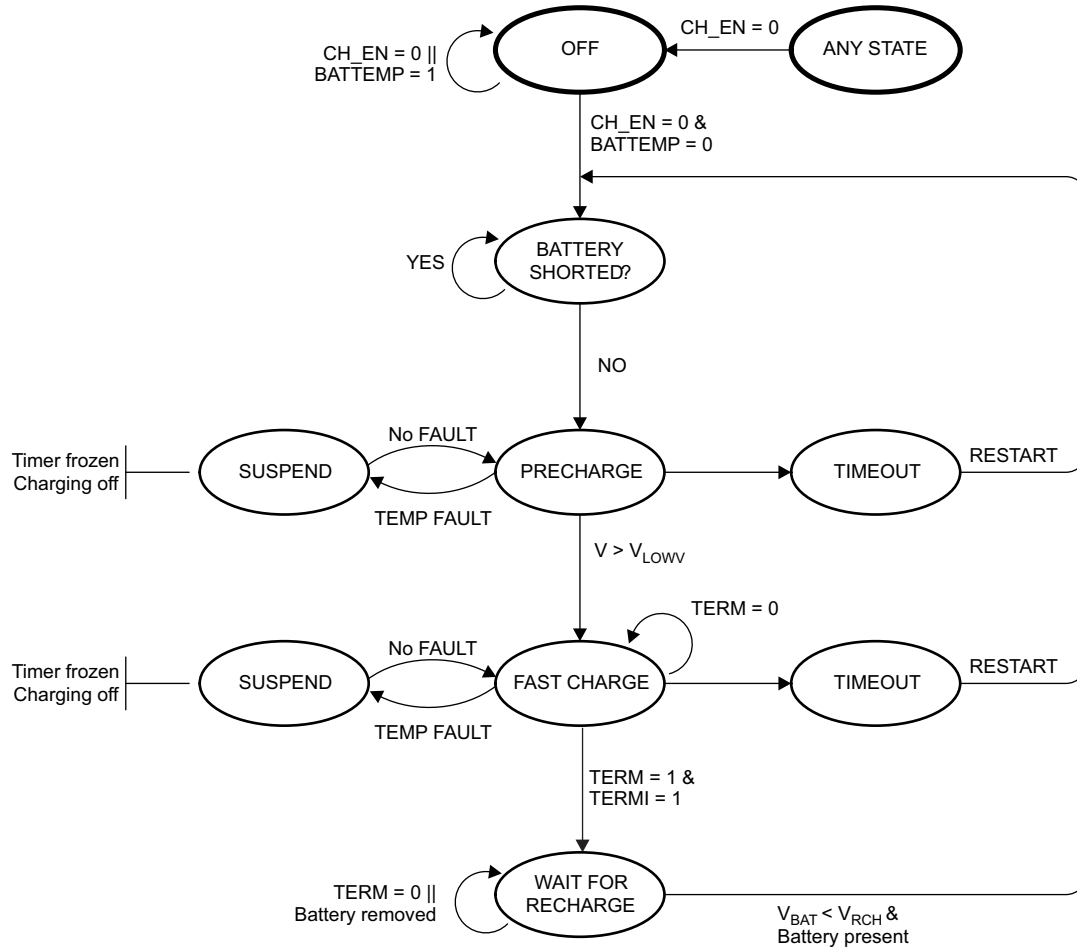 OFF
CH_EN = 0
ANY STATE
CH_EN = 0 ||
BATTEMP = 1
CH_EN = 0 &
BATTEMP = 0
BATTERY
SHORTED?
YES
NO
Timer frozen
Charging off
SUSPEND
No FAULT
TEMP FAULT
PRECHARGE
TIMEOUT
RESTART
V > VLOWV
TERM = 0
Timer frozen
Charging off
SUSPEND
No FAULT
TEMP FAULT
FAST CHARGE
TIMEOUT
RESTART
TERM = 1 &
TERMI = 1
TERM = 0 ||
Battery removed
WAIT FOR
RECHARGE
VBAT < VRCH &
Battery present